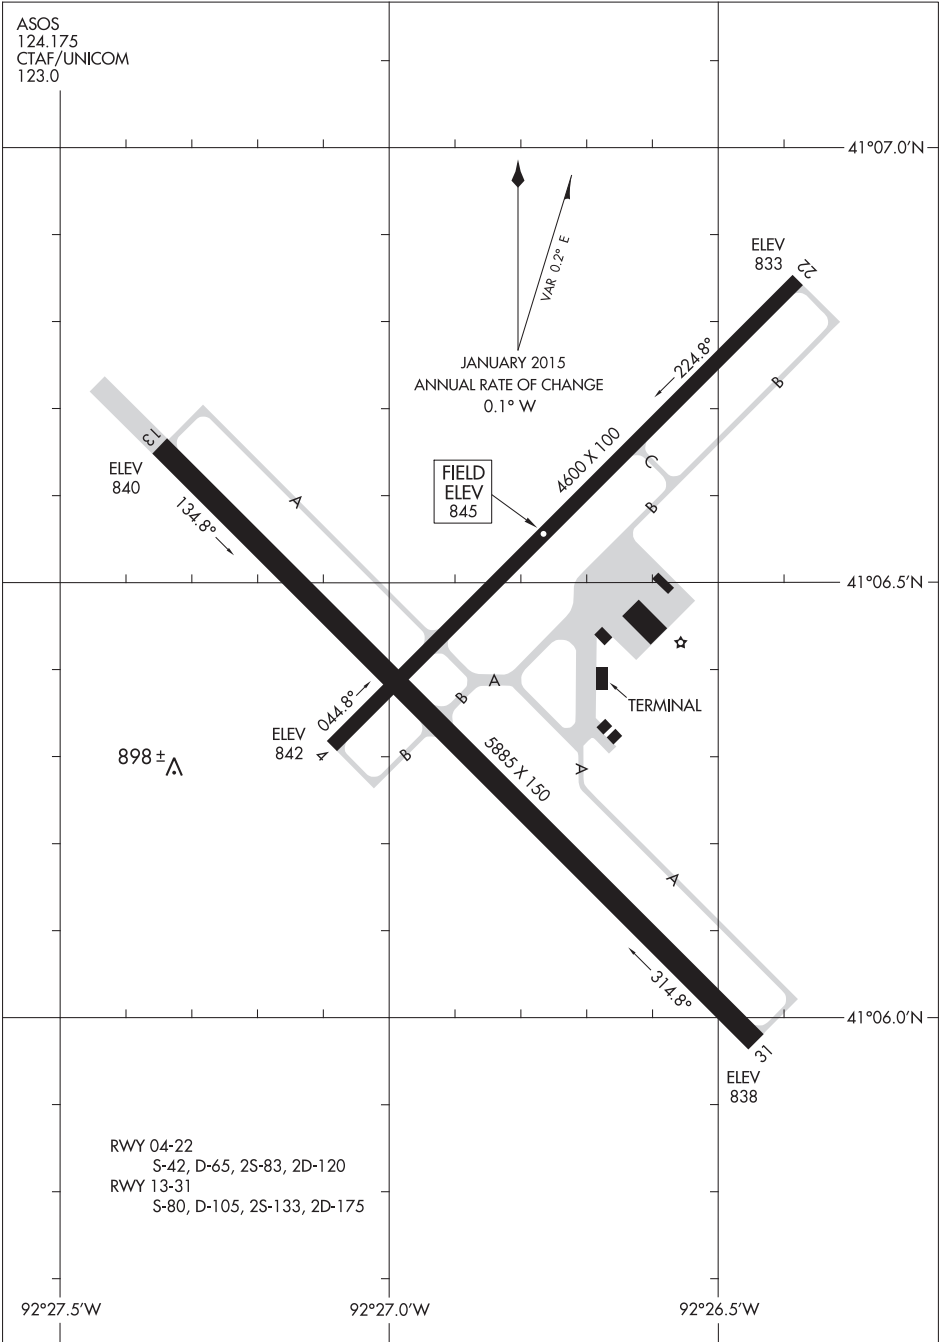 ASOS
124.175
CTAF/UNICOM
123.0
41°07.0'N
VAR 0.2° E
JANUARY 2015
ANNUAL RATE OF CHANGE
0.1° W
ELEV
833
22
224.8°
B
4600 X 100
C
B
13
ELEV
840
134.8°
A
FIELD
ELEV
845
41°06.5'N
TERMINAL
A
B
B
044.8°
ELEV
842
4
898±
5885 X 150
A
A
314.8°
41°06.0'N
31
ELEV
838
RWY 04-22
S-42, D-65, 2S-83, 2D-120
RWY 13-31
S-80, D-105, 2S-133, 2D-175
92°27.5'W
92°27.0'W
92°26.5'W